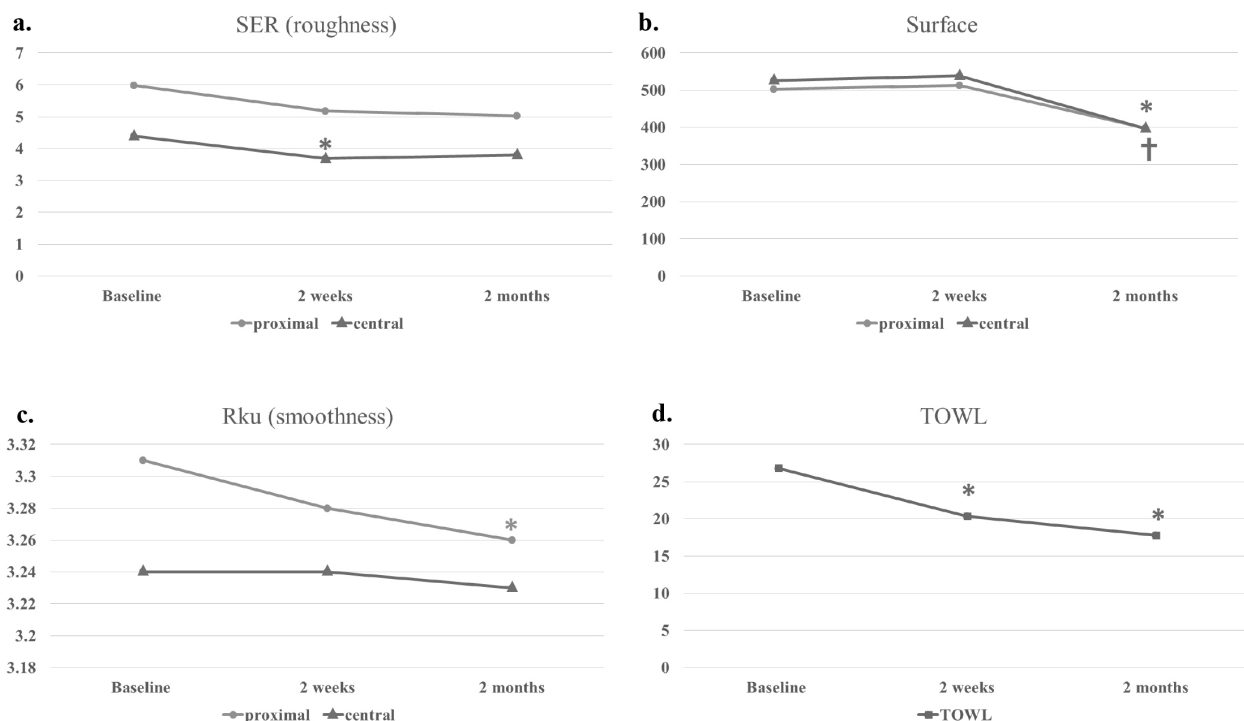 a.
SER (roughness)
7
6
5
4
3
2
1
0
*
Baseline
2 weeks
2 months
proximal
central
b.
Surface
600
500
400
300
200
100
0
*
†
Baseline
2 weeks
2 months
proximal
central
c.
Rku (smoothness)
3.32
3.3
3.28
3.26
3.24
3.22
3.2
3.18
*
Baseline
2 weeks
2 months
proximal
central
d.
TOWL
30
25
20
15
10
5
0
*
*
Baseline
2 weeks
2 months
TOWL